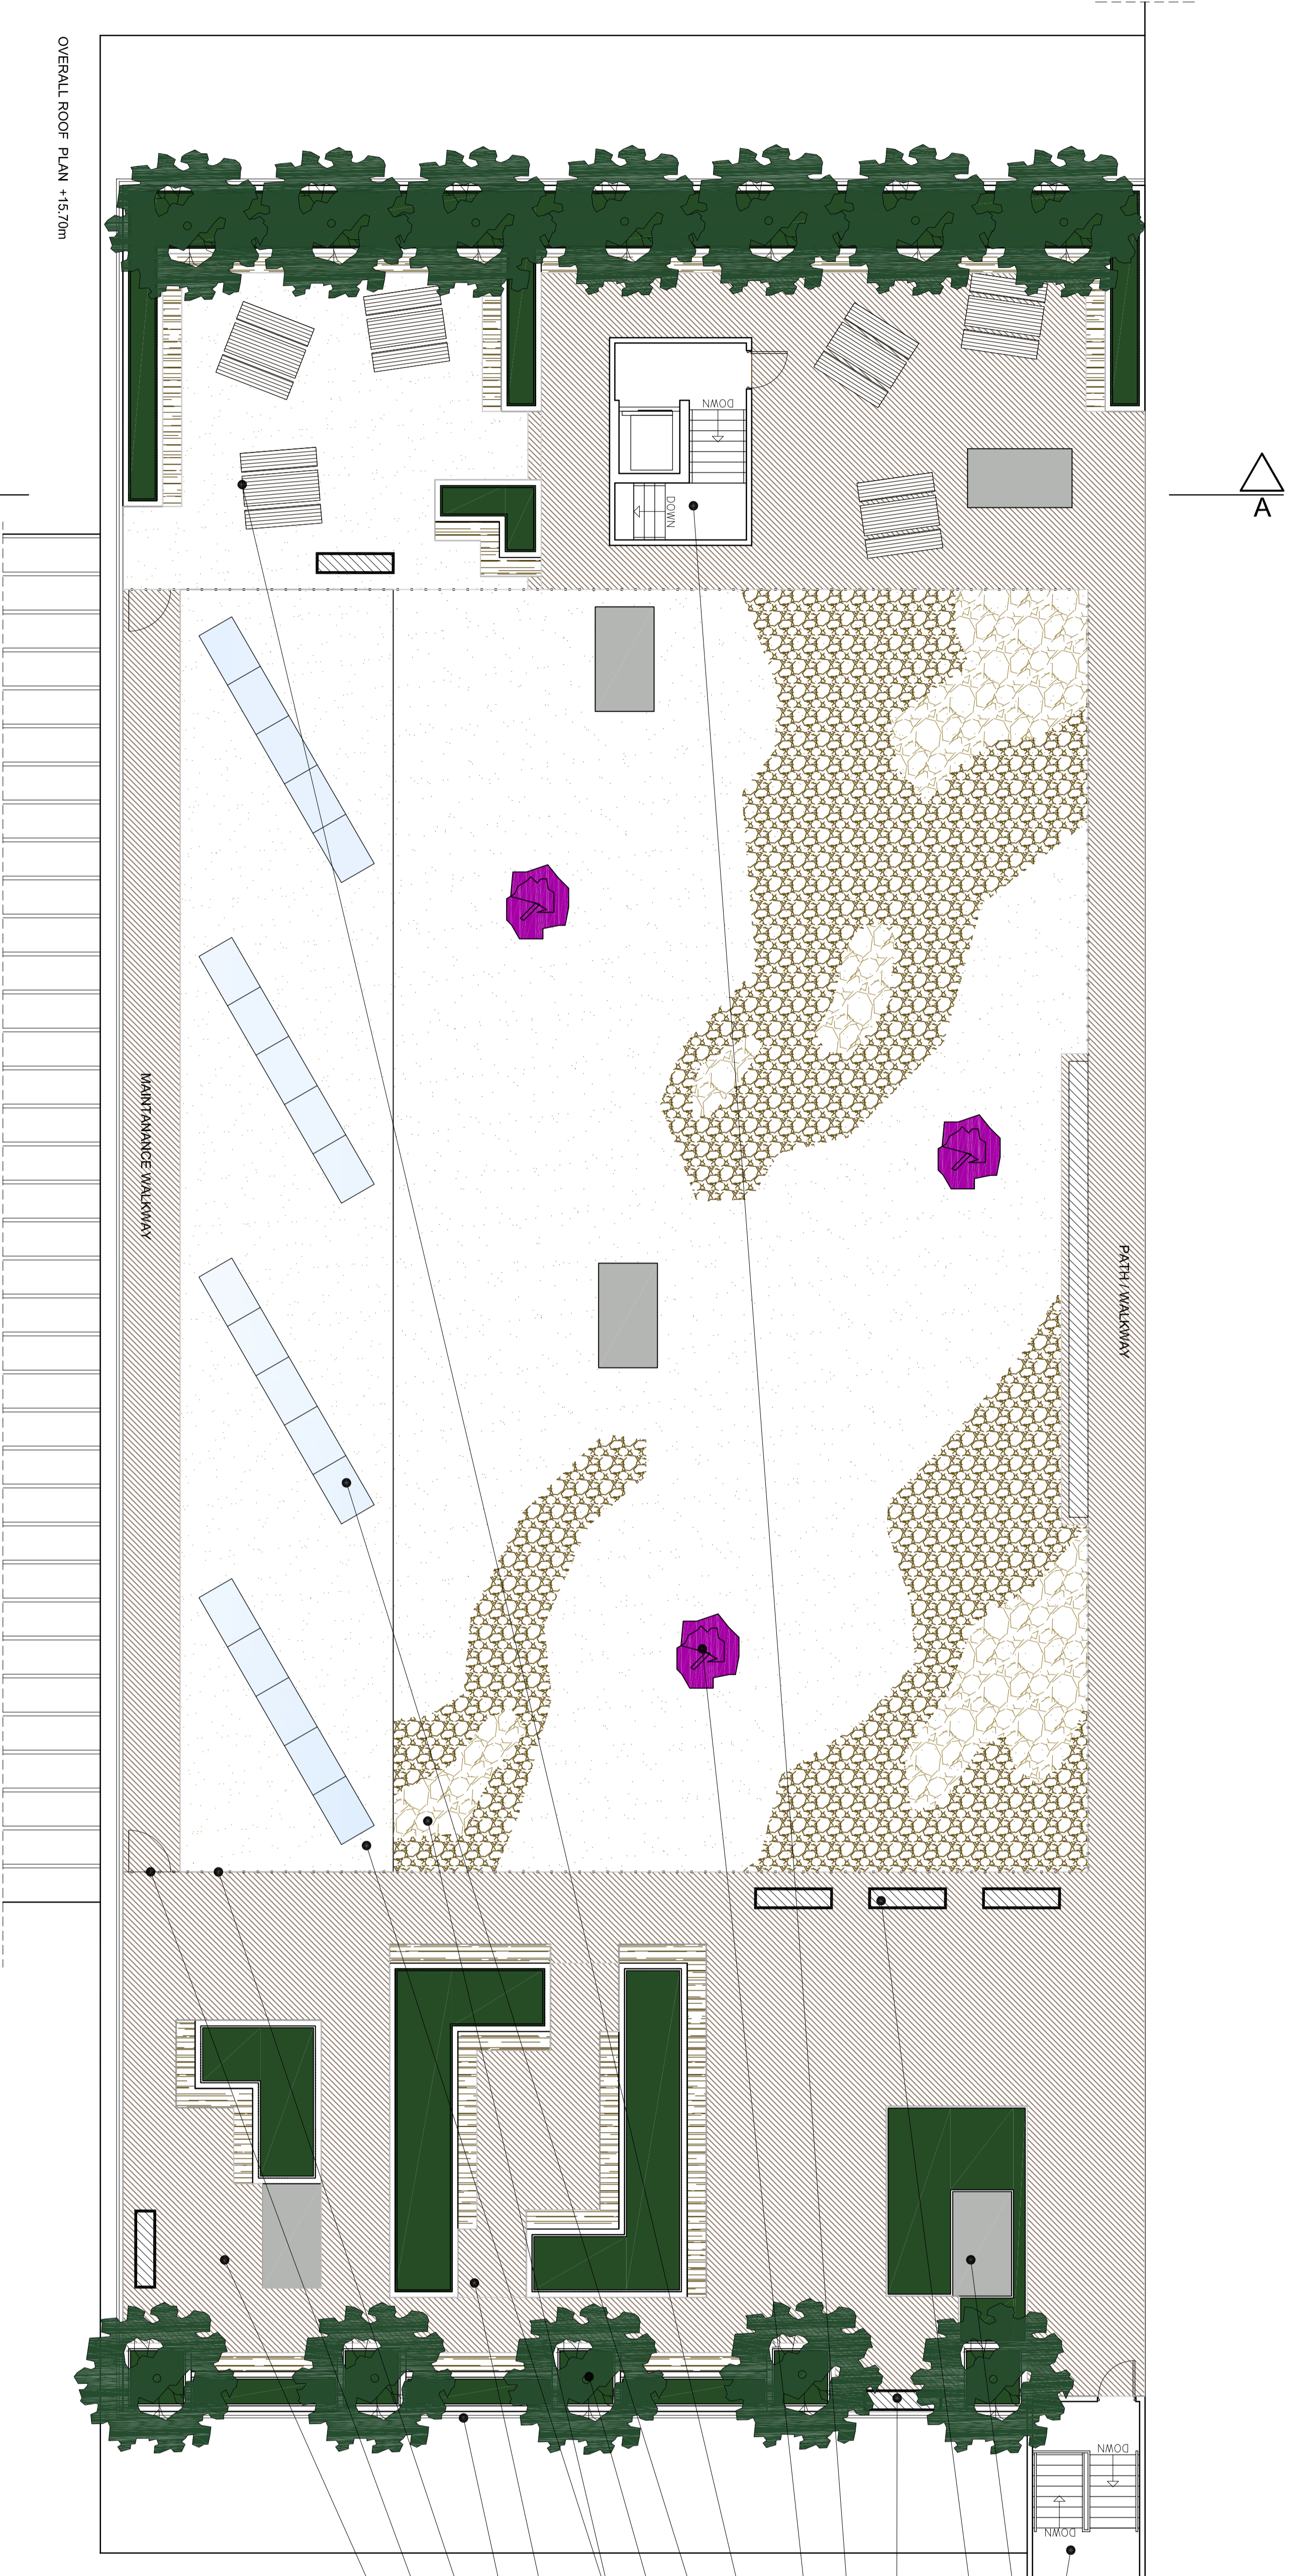 OVERALL ROOF PLAN +15.70m
DOWN
DOWN
A
MAINTANANCE WALKWAY
PATH / WALKWAY
DOWN
DOWN